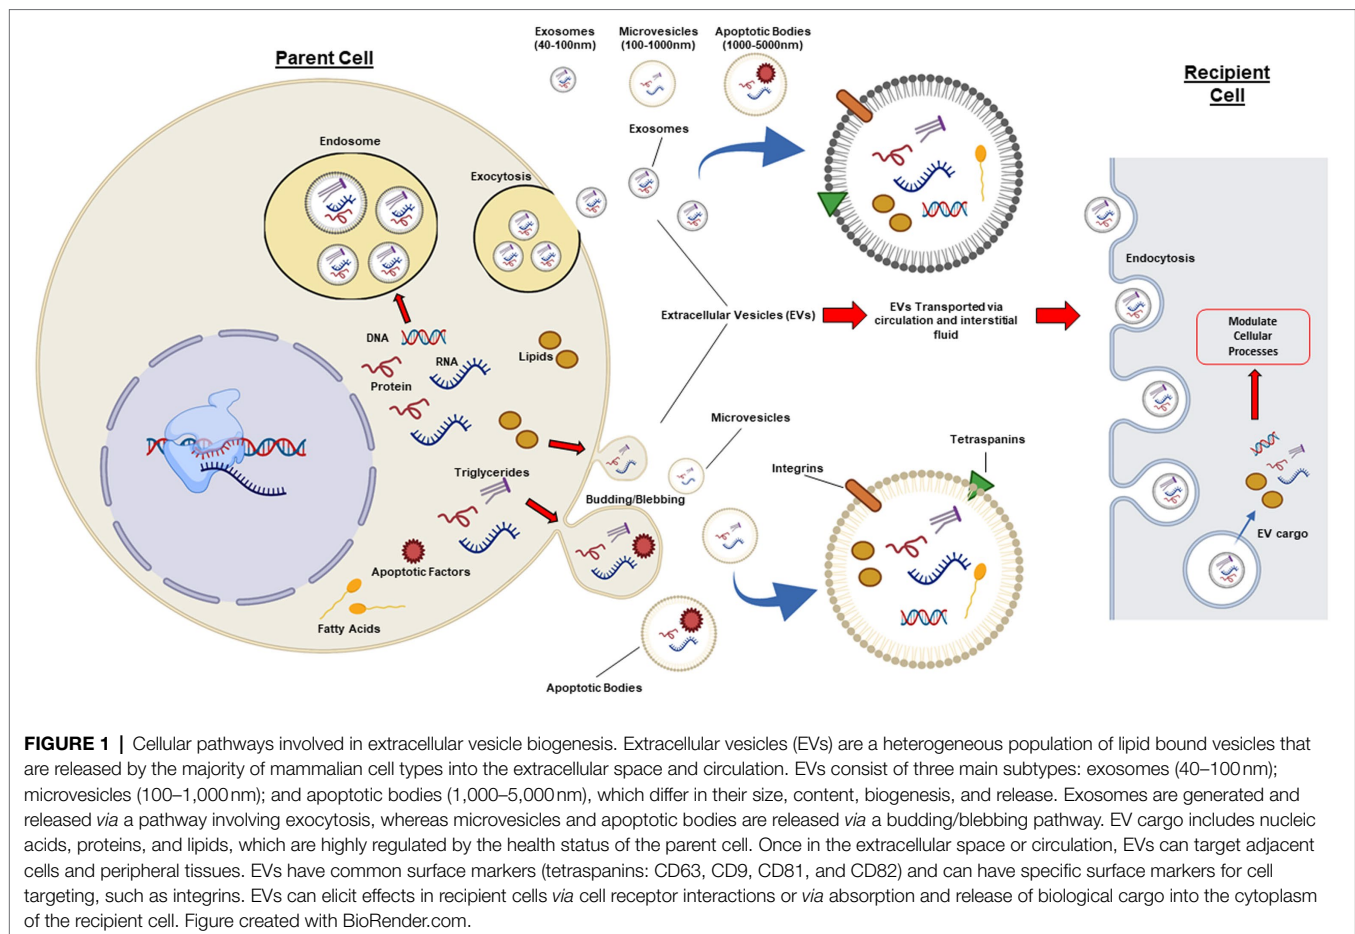 Parent Cell
Exosomes
(40-100nm)
Microvesicles
(100-1000nm)
Apoptotic Bodies
(1000-5000nm)
Recipient
Cell
Endosome
Exocytosis
Exosomes
Endocytosis
DNA
RNA
Protein
Lipids
Extracellular Vesicles (EVs)
EVs Transported via
circulation and interstitial
fluid
Modulate
Cellular
Processes
Microvesicles
Triglycerides
Budding/Blebbing
Integrins
Tetraspanins
EV cargo
Apoptotic Factors
Fatty Acids
Apoptotic Bodies
FIGURE 1 | Cellular pathways involved in extracellular vesicle biogenesis. Extracellular vesicles (EVs) are a heterogeneous population of lipid bound vesicles that
are released by the majority of mammalian cell types into the extracellular space and circulation. EVs consist of three main subtypes: exosomes (40–100 nm);
microvesicles (100–1,000 nm); and apoptotic bodies (1,000–5,000 nm), which differ in their size, content, biogenesis, and release. Exosomes are generated and
released via a pathway involving exocytosis, whereas microvesicles and apoptotic bodies are released via a budding/blebbing pathway. EV cargo includes nucleic
acids, proteins, and lipids, which are highly regulated by the health status of the parent cell. Once in the extracellular space or circulation, EVs can target adjacent
cells and peripheral tissues. EVs have common surface markers (tetraspanins: CD63, CD9, CD81, and CD82) and can have specific surface markers for cell
targeting, such as integrins. EVs can elicit effects in recipient cells via cell receptor interactions or via absorption and release of biological cargo into the cytoplasm
of the recipient cell. Figure created with BioRender.com.